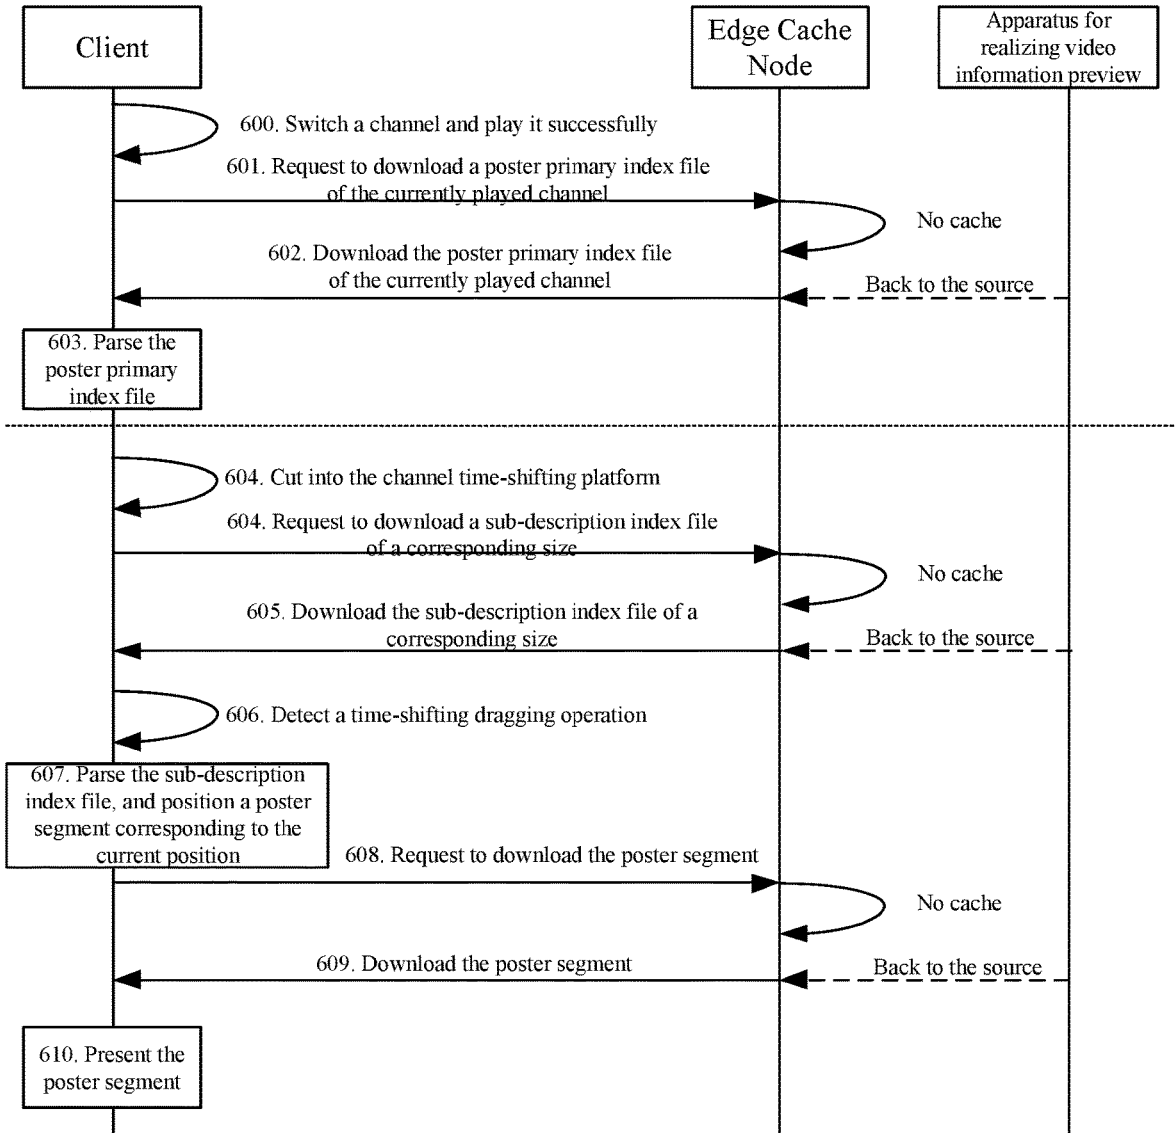 Client
Edge Cache
Node
Apparatus for
realizing video
information preview
600. Switch a channel and play it successfully
601. Request to download a poster primary index file
of the currently played channel
No cache
602. Download the poster primary index file
of the currently played channel
Back to the source
603. Parse the
poster primary
index file
604. Cut into the channel time-shifting platform
604. Request to download a sub-description index file
of a corresponding size
No cache
605. Download the sub-description index file of a
corresponding size
Back to the source
606. Detect a time-shifting dragging operation
607. Parse the sub-description
index file, and position a poster
segment corresponding to the
current position
608. Request to download the poster segment
No cache
609. Download the poster segment
Back to the source
610. Present the
poster segment